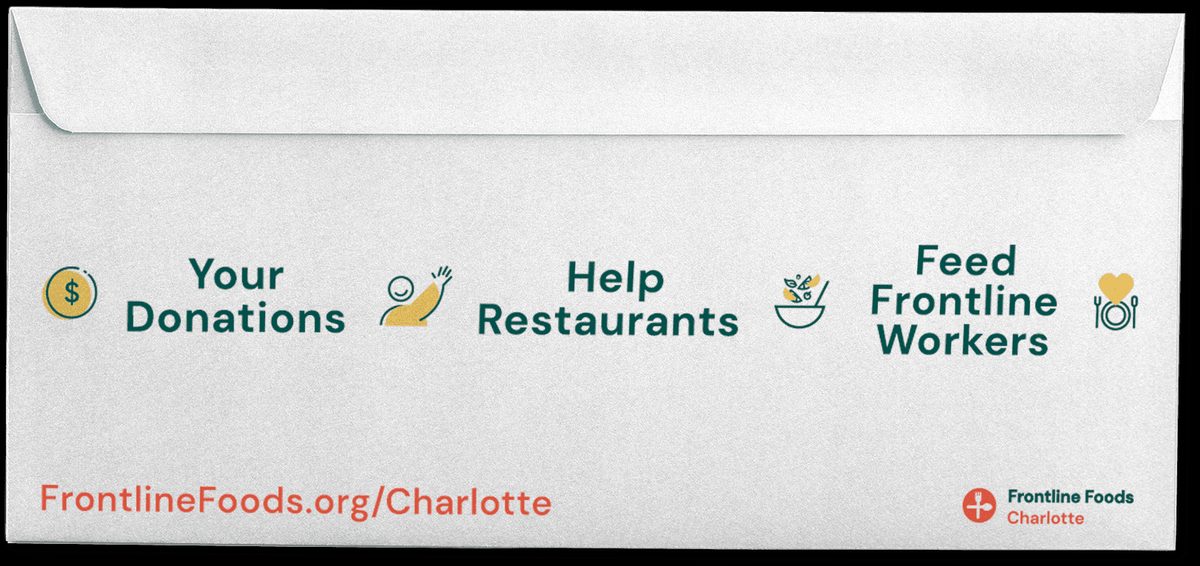 $
Your
Donations
Help
Restaurants
Feed
Frontline
Workers
FrontlineFoods.org/Charlotte
Frontline Foods
Charlotte